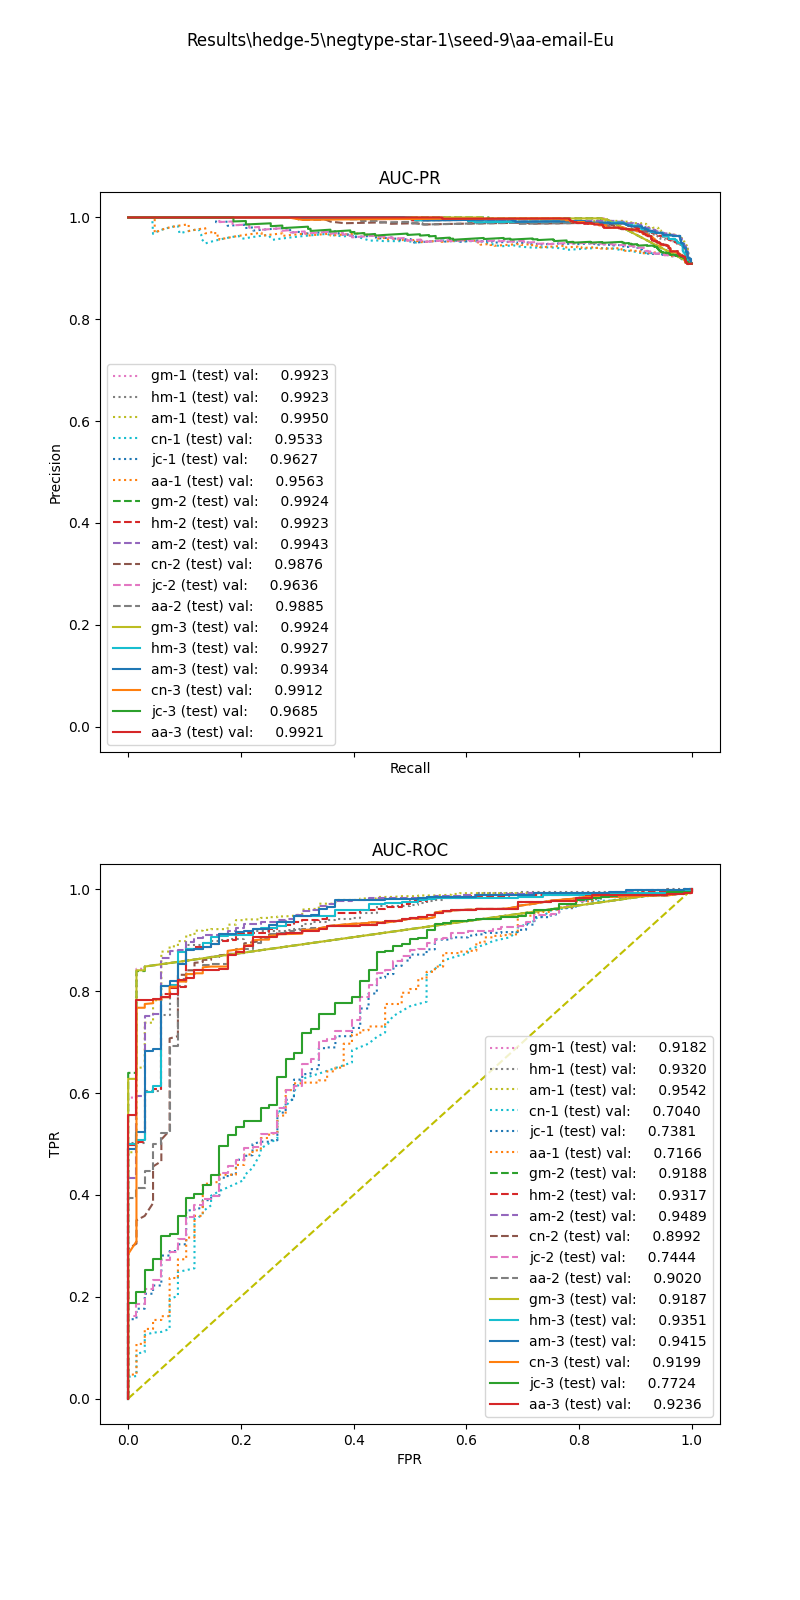 Results\hedge-5\negtype-star-1\seed-9\aa-email-Eu
AUC-PR
1.0
0.8
0.6
0.4
0.2
0.0
Precision
gm-1 (test) val: 0.9923
hm-1 (test) val: 0.9923
am-1 (test) val: 0.9950
cn-1 (test) val: 0.9533
jc-1 (test) val: 0.9627
aa-1 (test) val: 0.9563
gm-2 (test) val: 0.9924
hm-2 (test) val: 0.9923
am-2 (test) val: 0.9943
cn-2 (test) val: 0.9876
jc-2 (test) val: 0.9636
aa-2 (test) val: 0.9885
gm-3 (test) val: 0.9924
hm-3 (test) val: 0.9927
am-3 (test) val: 0.9934
cn-3 (test) val: 0.9912
jc-3 (test) val: 0.9685
aa-3 (test) val: 0.9921
Recall
AUC-ROC
1.0
0.8
0.6
0.4
0.2
0.0
TPR
gm-1 (test) val: 0.9182
hm-1 (test) val: 0.9320
am-1 (test) val: 0.9542
cn-1 (test) val: 0.7040
jc-1 (test) val: 0.7381
aa-1 (test) val: 0.7166
gm-2 (test) val: 0.9188
hm-2 (test) val: 0.9317
am-2 (test) val: 0.9489
cn-2 (test) val: 0.8992
jc-2 (test) val: 0.7444
aa-2 (test) val: 0.9020
gm-3 (test) val: 0.9187
hm-3 (test) val: 0.9351
am-3 (test) val: 0.9415
cn-3 (test) val: 0.9199
jc-3 (test) val: 0.7724
aa-3 (test) val: 0.9236
0.0 0.2 0.4 0.6 0.8 1.0
FPR